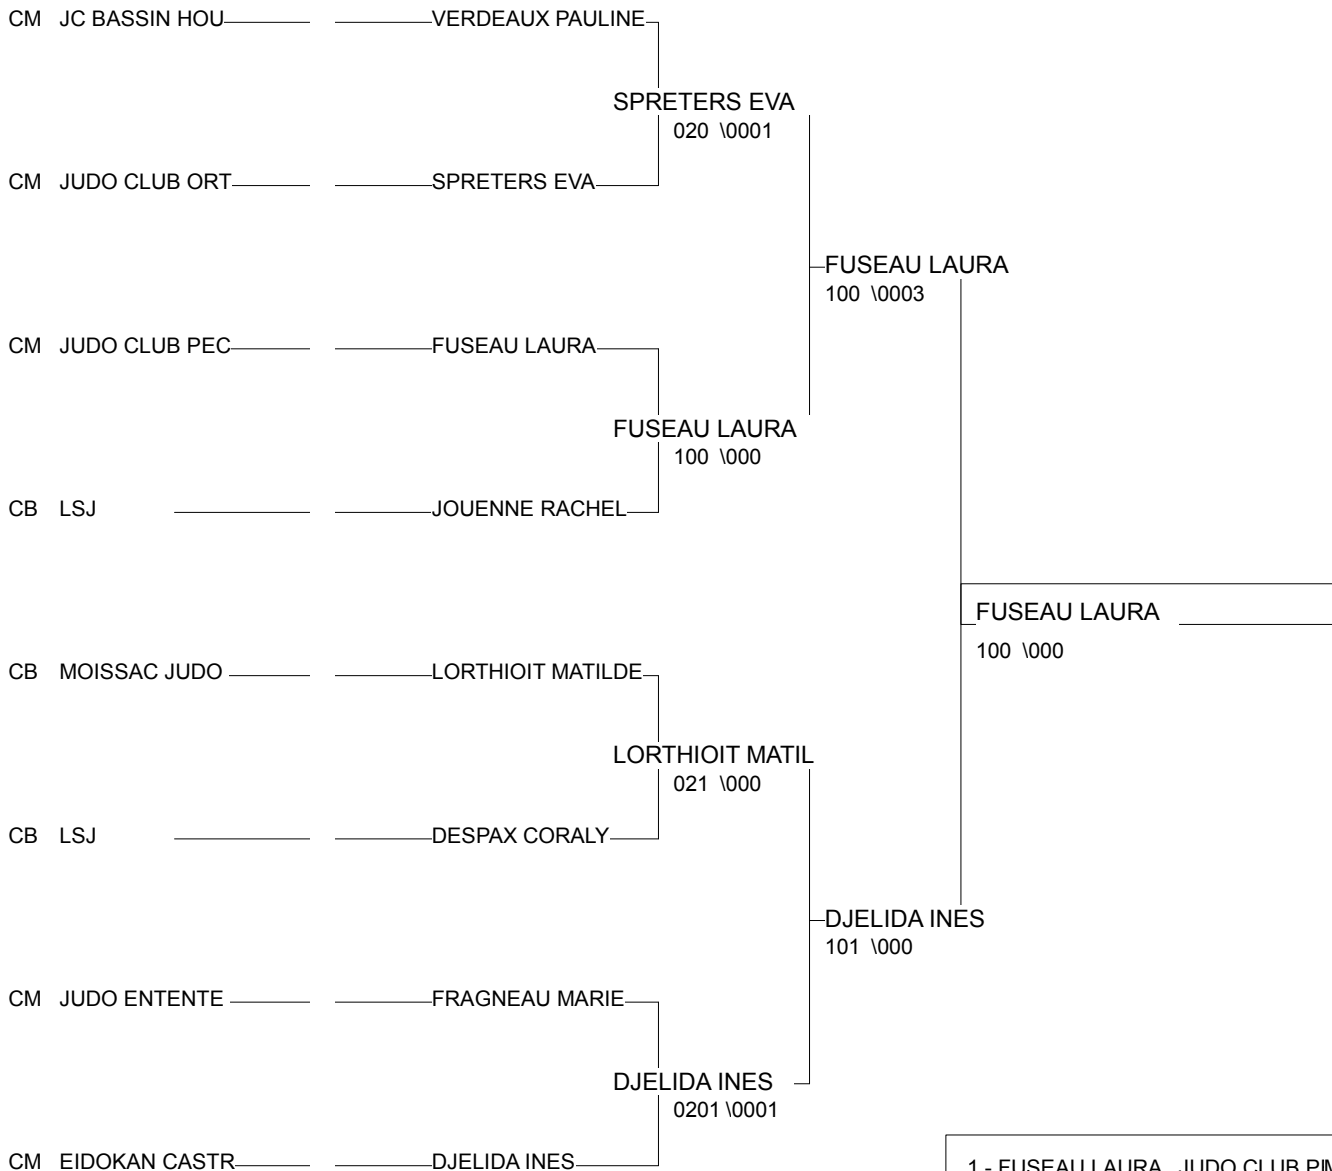 CM JC BASSIN HOU VERDEAUX PAULINE
SPRETERS EVA
020 \0001
CM JUDO CLUB ORT SPRETERS EVA
FUSEAU LAURA
100 \0003
CM JUDO CLUB PEC FUSEAU LAURA
FUSEAU LAURA
100 \000
CB LSJ JOUENNE RACHEL
FUSEAU LAURA
100 \000
CB MOISSAC JUDO LORTHIOIT MATILDE
LORTHIOIT MATIL
021 \000
CB LSJ DESPAX CORALY
DJELIDA INES
101 \000
CM JUDO ENTENTE FRAGNEAU MARIE
DJELIDA INES
0201 \0001
CM EIDOKAN CASTR DJELIDA INES
1 - FUSEAU LAURA JUDO CLUB